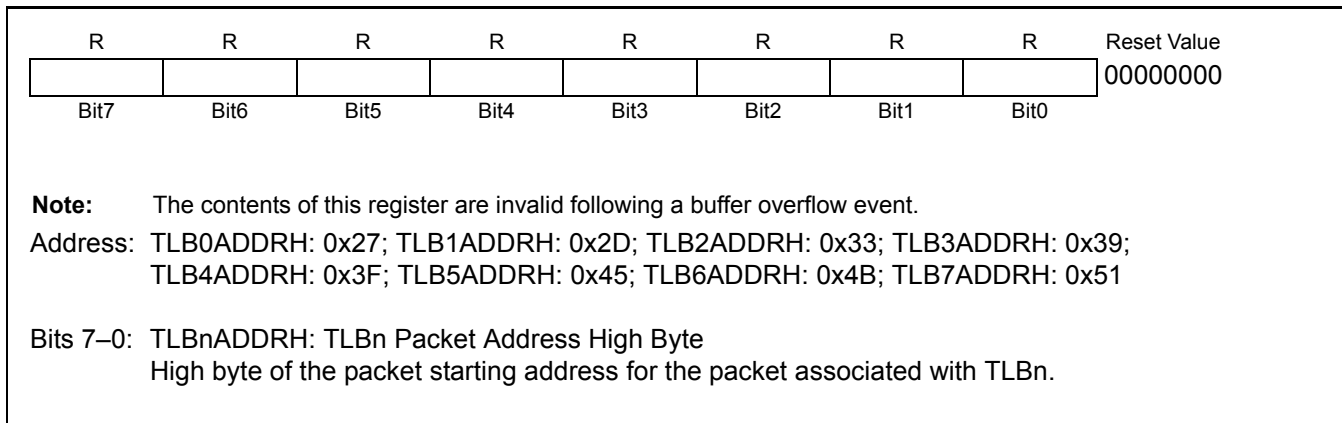 R R R R R R R R Reset Value
00000000
Bit7 Bit6 Bit5 Bit4 Bit3 Bit2 Bit1 Bit0
Note: The contents of this register are invalid following a buffer overflow event.
Address: TLB0ADDRH: 0x27; TLB1ADDRH: 0x2D; TLB2ADDRH: 0x33; TLB3ADDRH: 0x39;
TLB4ADDRH: 0x3F; TLB5ADDRH: 0x45; TLB6ADDRH: 0x4B; TLB7ADDRH: 0x51
Bits 7–0: TLBnADDRH: TLBn Packet Address High Byte
High byte of the packet starting address for the packet associated with TLBn.